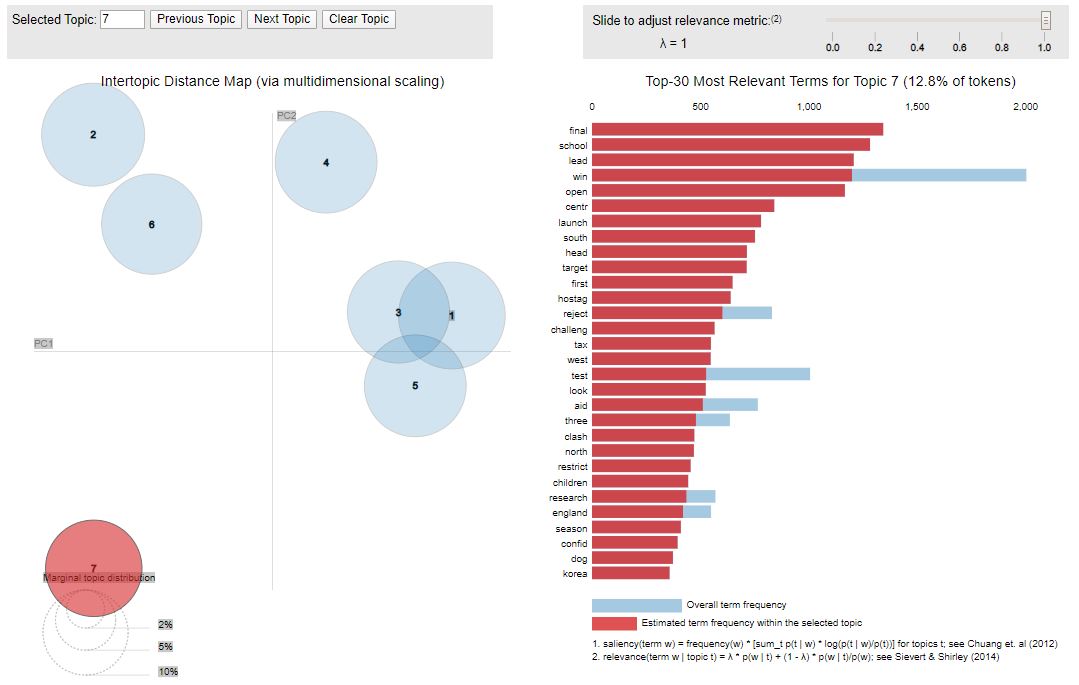 Selected Topic: 7 Previous Topic Next Topic Clear Topic
Slide to adjust relevance metric:(2)
λ = 1
0.0 0.2 0.4 0.6 0.8 1.0
Intertopic Distance Map (via multidimensional scaling)
PC2
PC1
2
4
6
3
1
5
7
Marginal topic distribution
2%
5%
10%
Top-30 Most Relevant Terms for Topic 7 (12.8% of tokens)
0 500 1,000 1,500 2,000
final
school
lead
win
open
centr
launch
south
head
target
first
hostag
reject
challeng
tax
west
test
look
aid
three
clash
north
restrict
children
research
england
season
confid
dog
korea
Overall term frequency
Estimated term frequency within the selected topic
1. saliency(term w) = frequency(w) * [sum_t p(t | w) * log(p(t | w)/p(t))] for topics t; see Chuang et. al (2012)
2. relevance(term w | topic t) = λ * p(w | t) + (1 - λ) * p(w | t)/p(w); see Sievert & Shirley (2014)